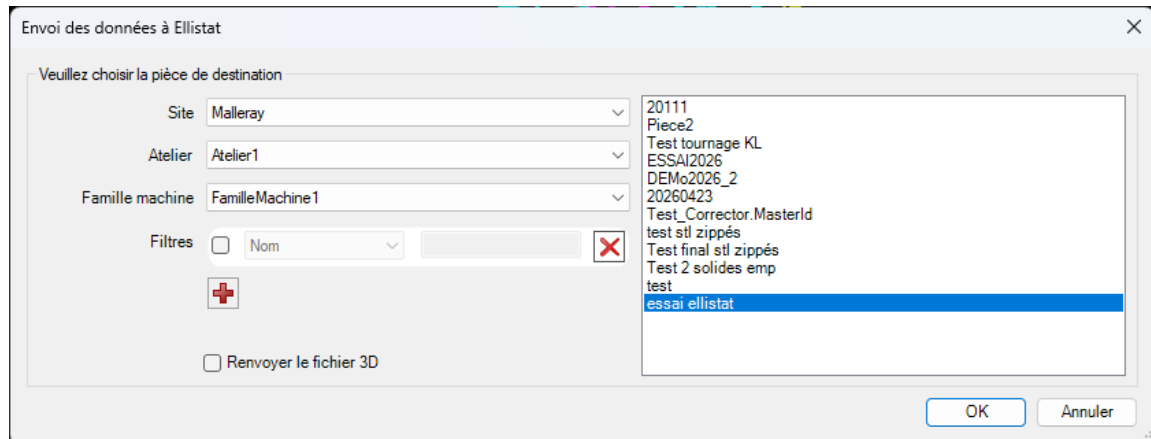 Envoi des données à Ellistat
Veuillez choisir la pièce de destination
Site Malleray
Atelier Atelier1
Famille machine FamilleMachine1
Filtres Nom
Renvoyer le fichier 3D
20111
Piece2
Test tournage KL
ESSAI2026
DEMo2026_2
20260423
Test_Corrector.MasterId
test stl zippés
Test final stl zippés
Test 2 solides emp
test
essai ellistat
OK Annuler